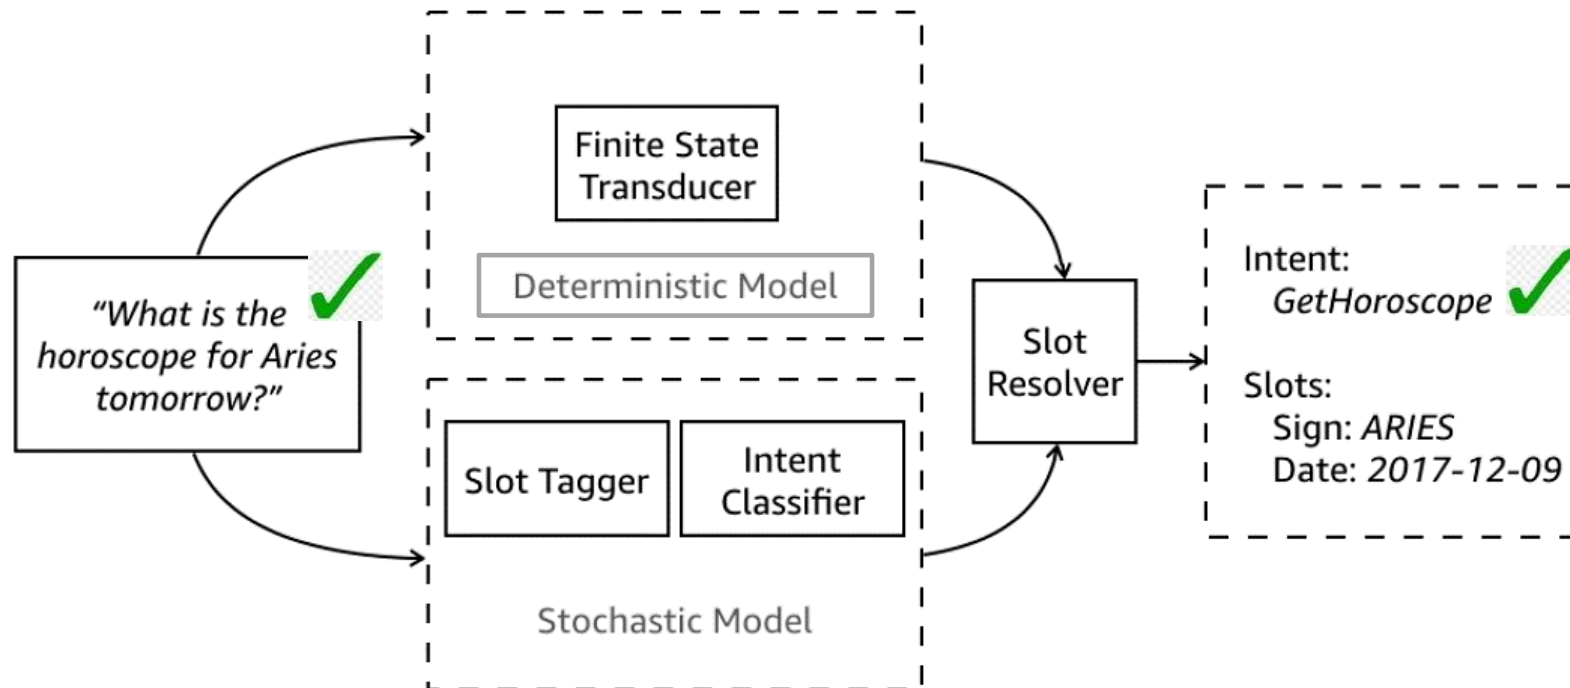 Finite State
Transducer
Deterministic Model
“What is the
horoscope for Aries
tomorrow?”
Slot Tagger
Intent
Classifier
Stochastic Model
Slot
Resolver
Intent:
GetHoroscope
Slots:
Sign: ARIES
Date: 2017-12-09